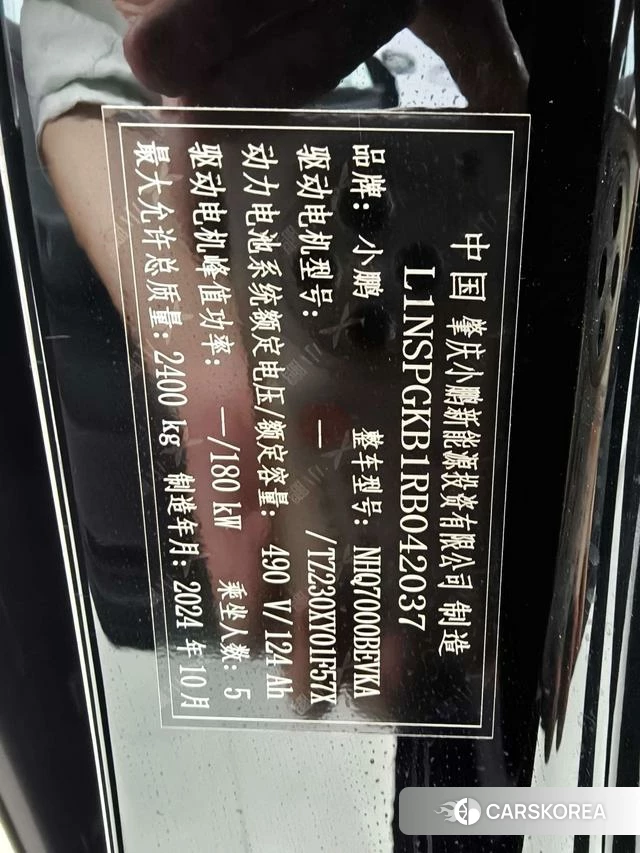 中国 肇庆小鹏新能源投资有限公司 制造
L1NSPGKB1RB042037
品牌: 小鹏 整车型号: NHQ7000BEVKA
驱动电机型号: — /TZ230XY01F57X
动力电池系统额定电压/额定容量: 490 V/124 Ah
驱动电机峰值功率: —/180 kW 乘坐人数: 5
最大允许总质量: 2400 kg 制造年月: 2024 年 10 月
CARSKOREA